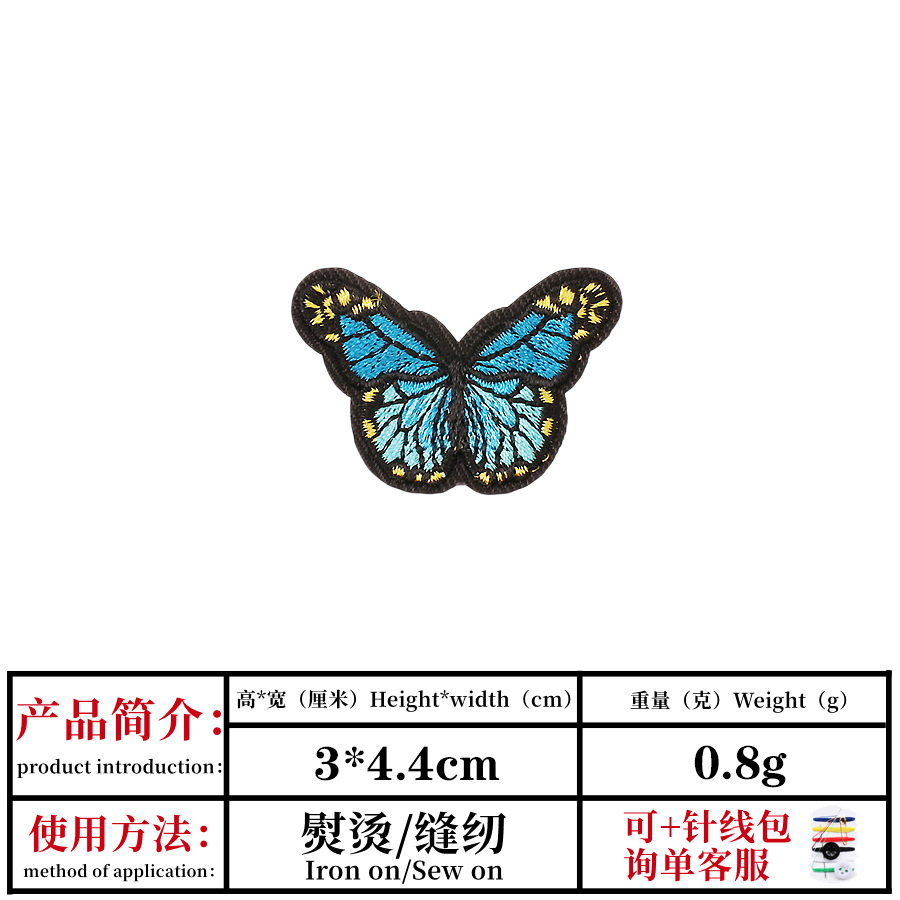 产品简介：
product introduction：
高*宽（厘米）Height*width（cm）
重量（克）Weight（g）
3*4.4cm
0.8g
使用方法：
method of application：
熨烫/缝纫
Iron on/Sew on
可+针线包
询单客服